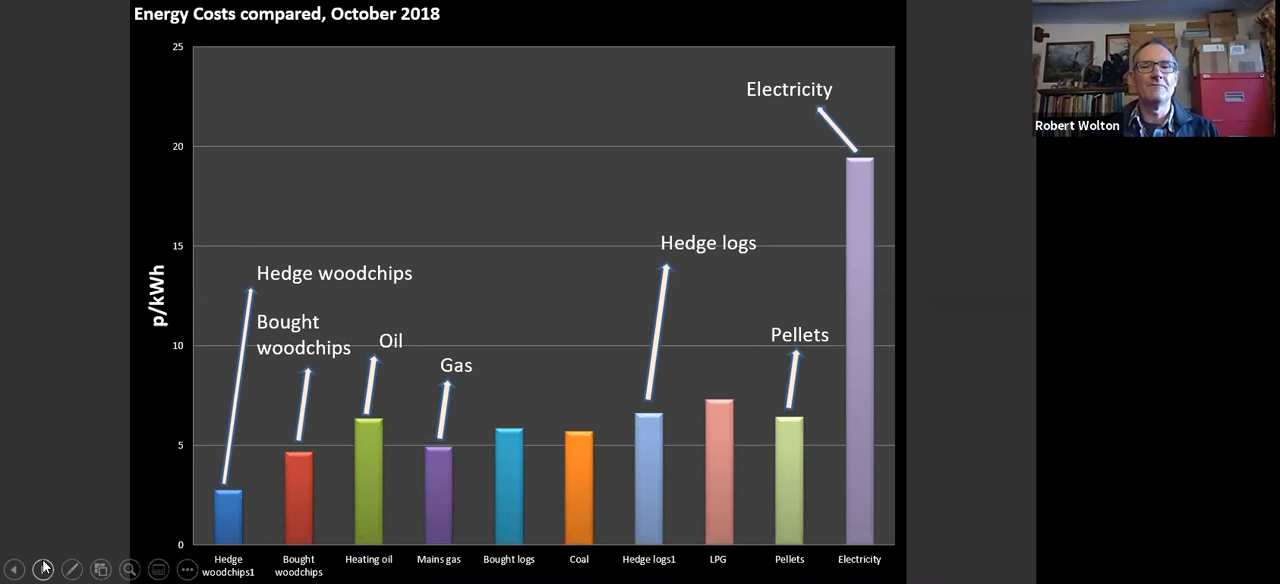 Energy Costs compared, October 2018
25
20
15
10
5
0
p/kWh
Electricity
Hedge logs
Hedge woodchips
Bought
woodchips
Oil
Pellets
Gas
Hedge
woodchips1
Bought
woodchips
Heating oil
Mains gas
Bought logs
Coal
Hedge logs1
LPG
Pellets
Electricity
Robert Wolton